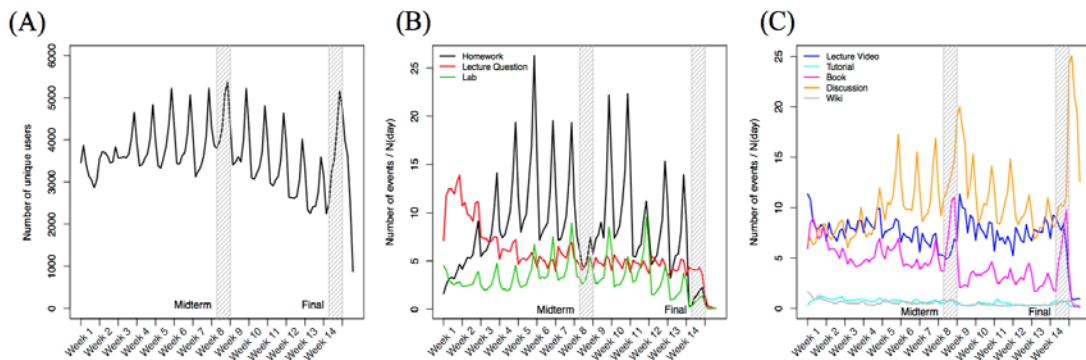 (A)
Number of unique users
6000
5000
4000
3000
2000
1000
0
Midterm
Final
Week 1
Week 2
Week 3
Week 4
Week 5
Week 6
Week 7
Week 8
Week 9
Week 10
Week 11
Week 12
Week 13
Week 14
(B)
Homework
Lecture Question
Lab
Number of events / N(day)
25
20
15
10
5
0
Midterm
Final
Week 1
Week 2
Week 3
Week 4
Week 5
Week 6
Week 7
Week 8
Week 9
Week 10
Week 11
Week 12
Week 13
Week 14
(C)
Lecture Video
Tutorial
Book
Discussion
Wiki
Number of events / N(day)
25
20
15
10
5
0
Midterm
Final
Week 1
Week 2
Week 3
Week 4
Week 5
Week 6
Week 7
Week 8
Week 9
Week 10
Week 11
Week 12
Week 13
Week 14